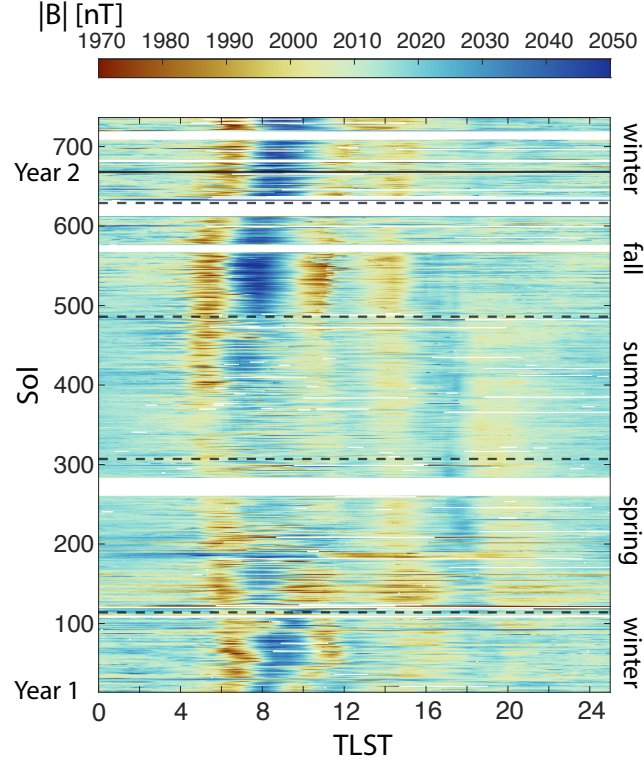 |B| [nT]
1970 1980 1990 2000 2010 2020 2030 2040 2050
700
Year 2
600
500
400
300
200
100
Year 1
Sol
winter
fall
summer
spring
winter
0 4 8 12 16 20 24
TLST